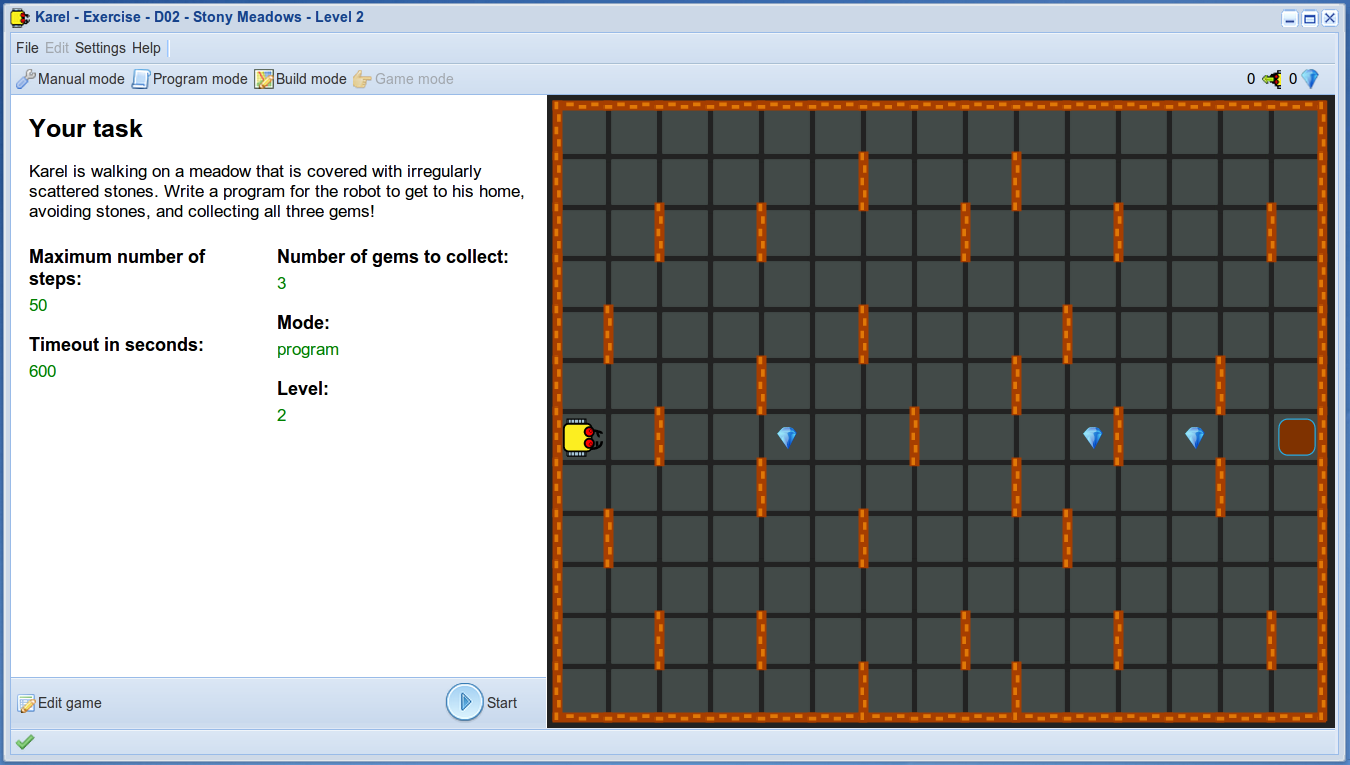 Karel - Exercise - D02 - Stony Meadows - Level 2
File Edit Settings Help
Manual mode Program mode Build mode Game mode 0 0
Your task
Karel is walking on a meadow that is covered with irregularly
scattered stones. Write a program for the robot to get to his home,
avoiding stones, and collecting all three gems!
Maximum number of
steps:
50
Timeout in seconds:
600
Number of gems to collect:
3
Mode:
program
Level:
2
Edit game
Start